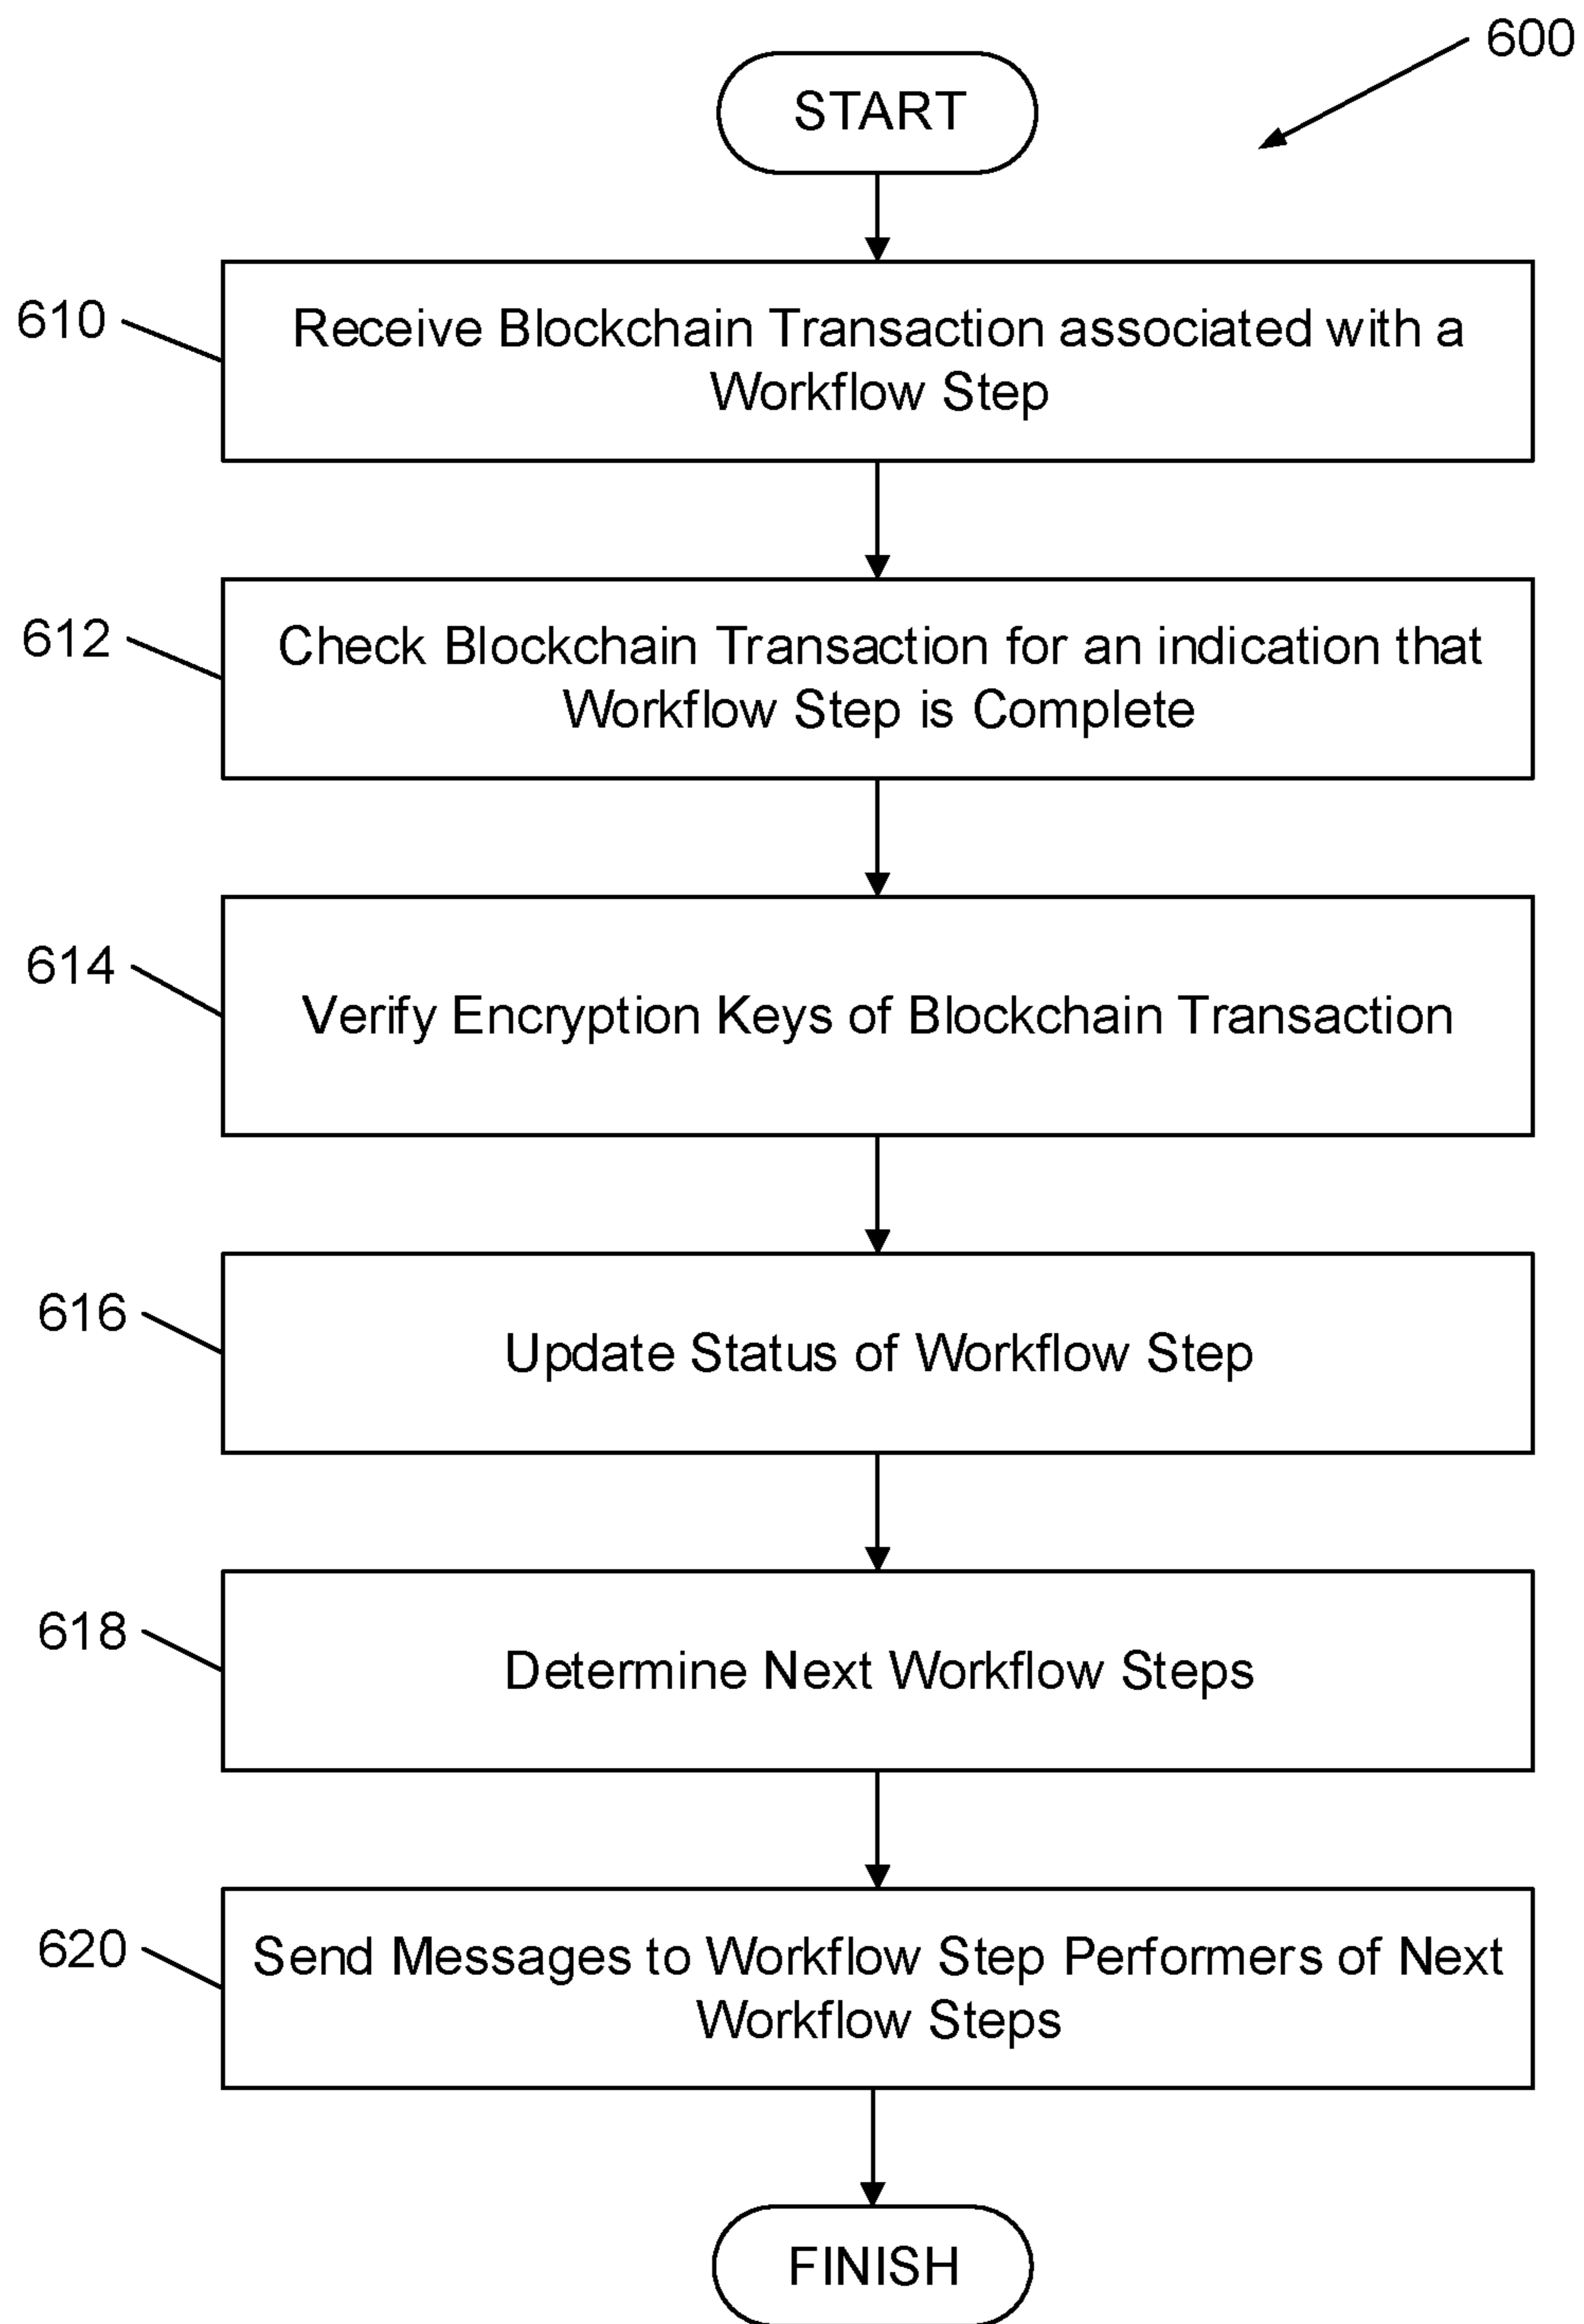 600
START
610
Receive Blockchain Transaction associated with a
Workflow Step
612
Check Blockchain Transaction for an indication that
Workflow Step is Complete
614
Verify Encryption Keys of Blockchain Transaction
616
Update Status of Workflow Step
618
Determine Next Workflow Steps
620
Send Messages to Workflow Step Performers of Next
Workflow Steps
FINISH